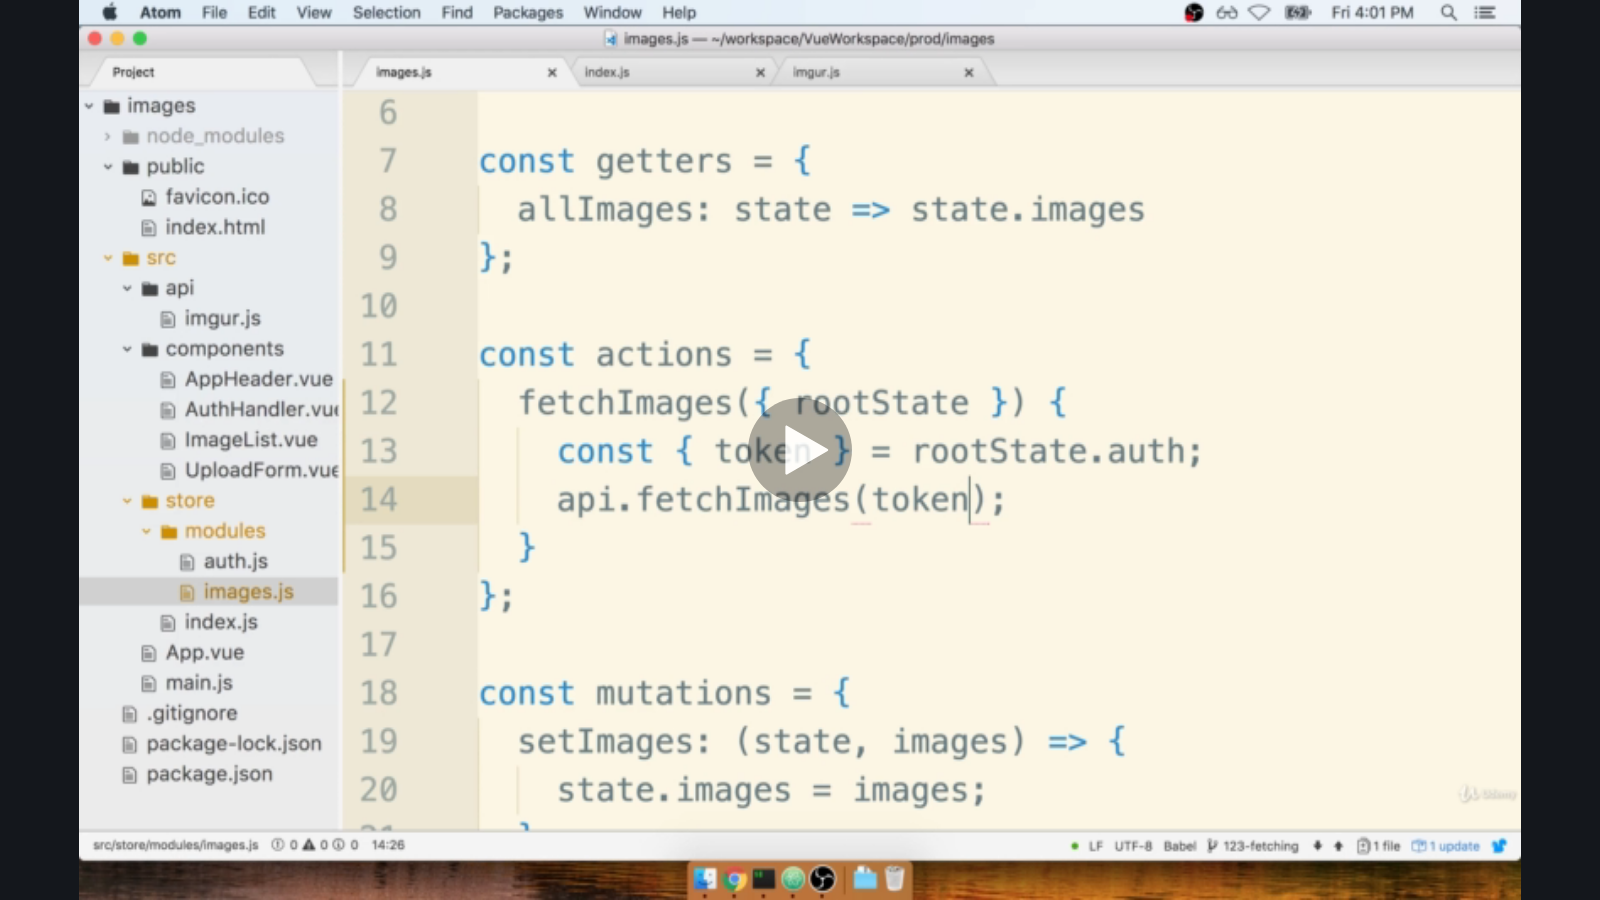 Atom File Edit View Selection Find Packages Window Help Fri 4:01 PM
images.js — ~/workspace/VueWorkspace/prod/images
Project
images.js
index.js
imgur.js
images
node_modules
public
favicon.ico
index.html
src
api
imgur.js
components
AppHeader.vue
AuthHandler.vue
ImageList.vue
UploadForm.vue
store
modules
auth.js
images.js
index.js
App.vue
main.js
.gitignore
package-lock.json
package.json
6
7 const getters = {
8 allImages: state => state.images
9 };
10
11 const actions = {
12 fetchImages({ rootState }) {
13 const { token } = rootState.auth;
14 api.fetchImages(token);
15 }
16 };
17
18 const mutations = {
19 setImages: (state, images) => {
20 state.images = images;
21 }
src/store/modules/images.js 0 0 0 14:26
LF UTF-8 Babel 123-fetching 1 file 1 update
Udemy